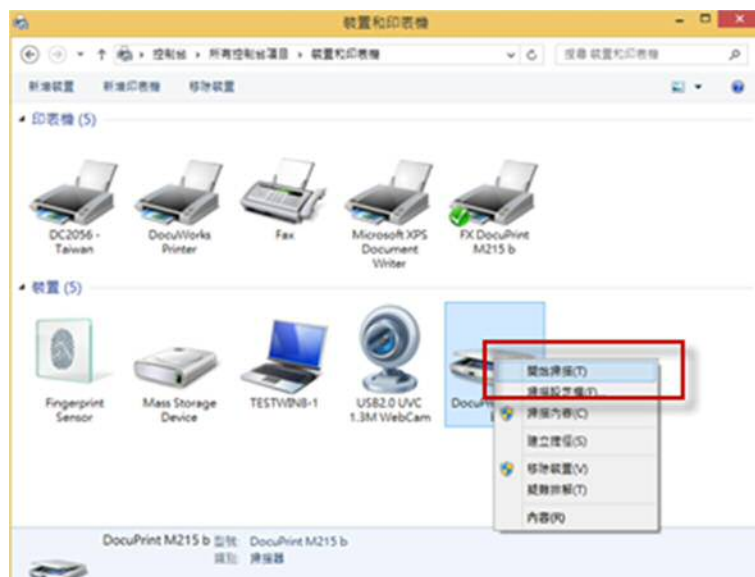 裝置和印表機
控制台 › 所有控制台項目 › 裝置和印表機
搜尋 裝置和印表機
新增裝置 新增印表機 移除裝置
印表機 (5)
DC2056 -
Taiwan
DocuWorks
Printer
Fax
Microsoft XPS
Document
Writer
FX DocuPrint
M215 b
裝置 (5)
Fingerprint
Sensor
Mass Storage
Device
TESTWIN8-1
USB2.0 UVC
1.3M WebCam
開始掃描(T)
掃描設定檔(F)...
掃描內容(C)
建立捷徑(S)
移除裝置(V)
疑難排解(T)
內容(R)
DocuPrint M215 b 型號: DocuPrint M215 b
類別: 掃描器